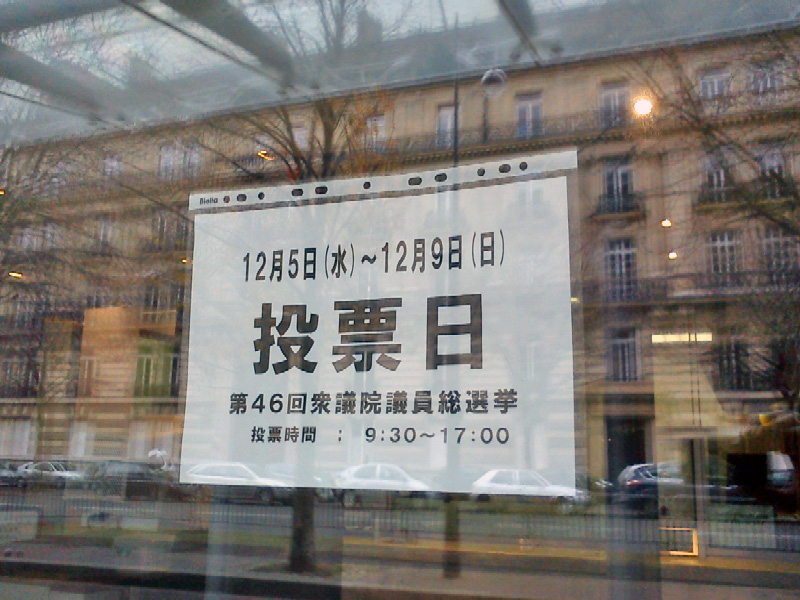 Biella
12月5日(水)~12月9日(日)
投票日
第46回衆議院議員総選挙
投票時間 : 9:30~17:00